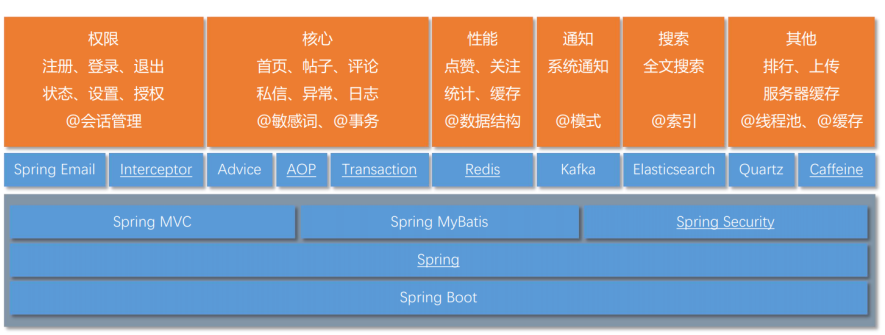 权限
注册、登录、退出
状态、设置、授权
@会话管理
核心
首页、帖子、评论
私信、异常、日志
@敏感词、@事务
性能
点赞、关注
统计、缓存
@数据结构
通知
系统通知
@模式
搜索
全文搜索
@索引
其他
排行、上传
服务器缓存
@线程池、@缓存
Spring Email
Interceptor
Advice
AOP
Transaction
Redis
Kafka
Elasticsearch
Quartz
Caffeine
Spring MVC
Spring MyBatis
Spring Security
Spring
Spring Boot